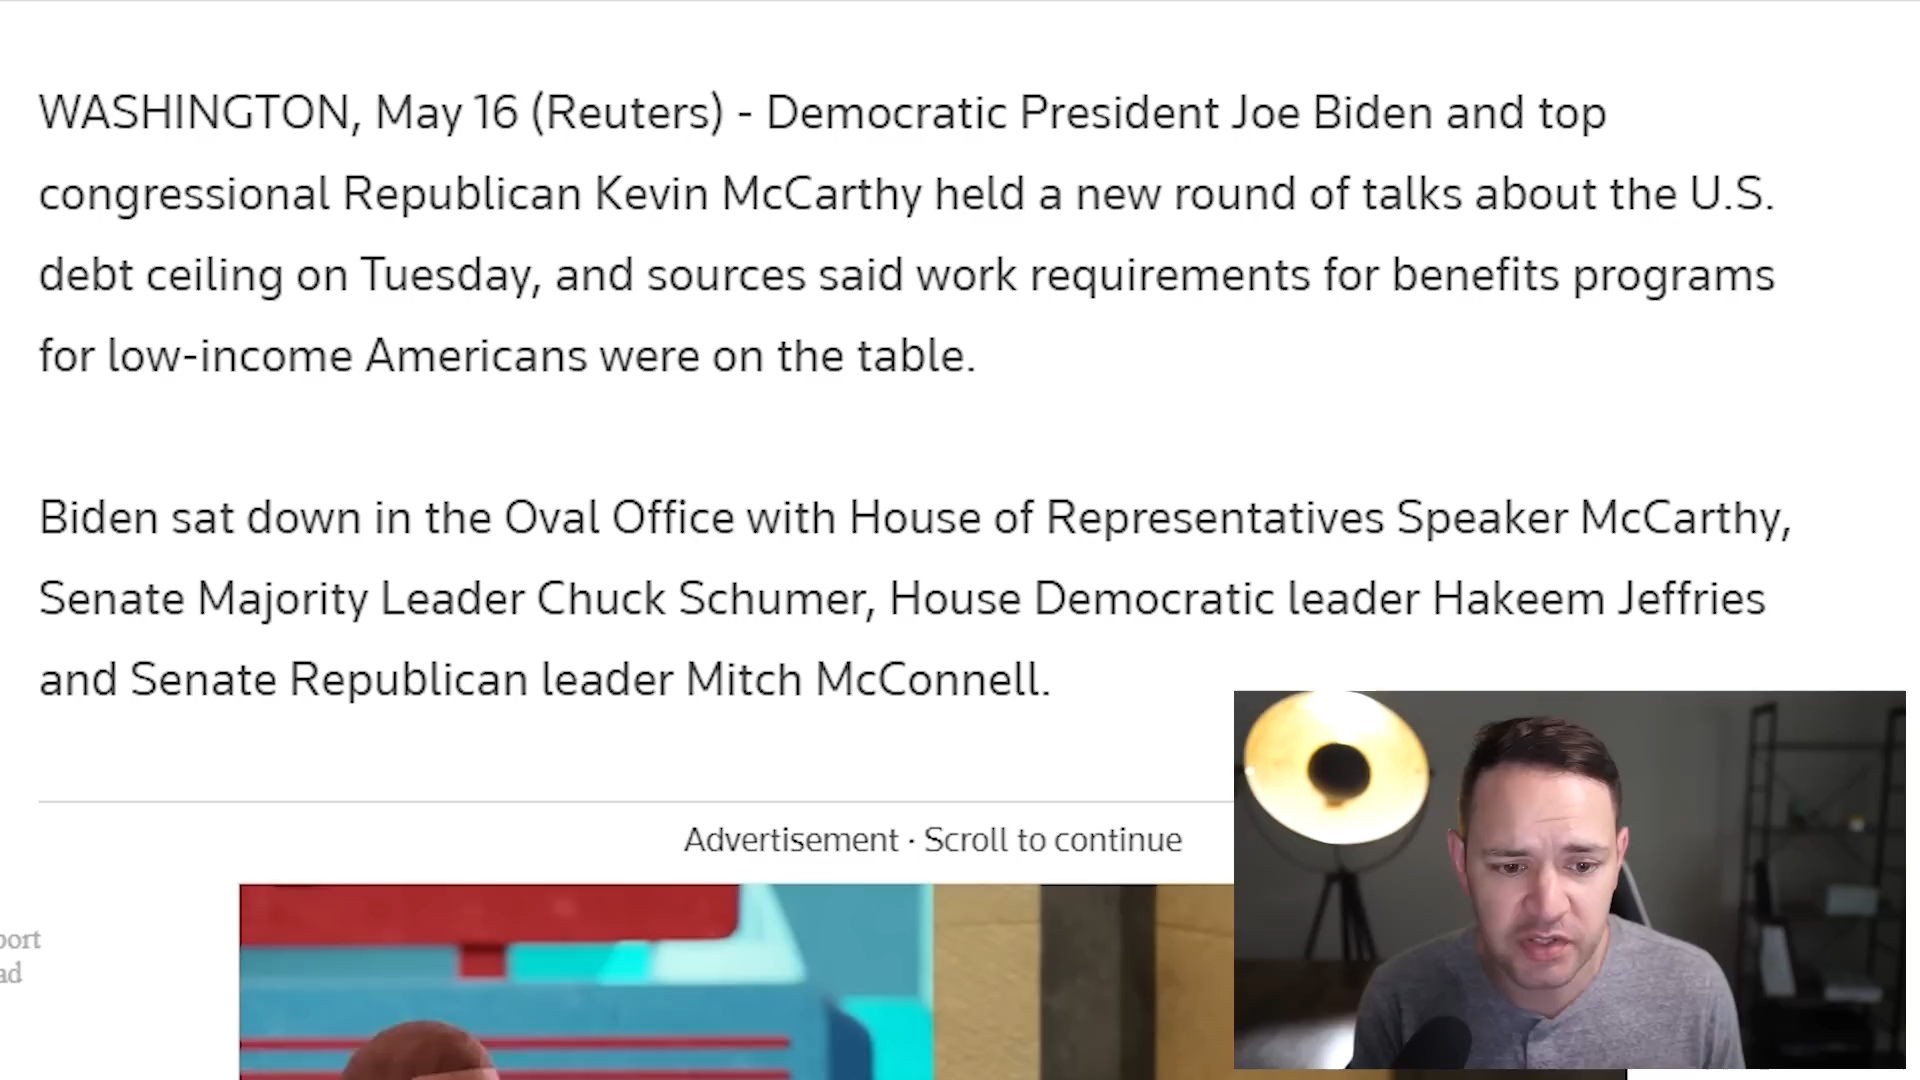 WASHINGTON, May 16 (Reuters) - Democratic President Joe Biden and top
congressional Republican Kevin McCarthy held a new round of talks about the U.S.
debt ceiling on Tuesday, and sources said work requirements for benefits programs
for low-income Americans were on the table.
Biden sat down in the Oval Office with House of Representatives Speaker McCarthy,
Senate Majority Leader Chuck Schumer, House Democratic leader Hakeem Jeffries
and Senate Republican leader Mitch McConnell.
Advertisement · Scroll to continue